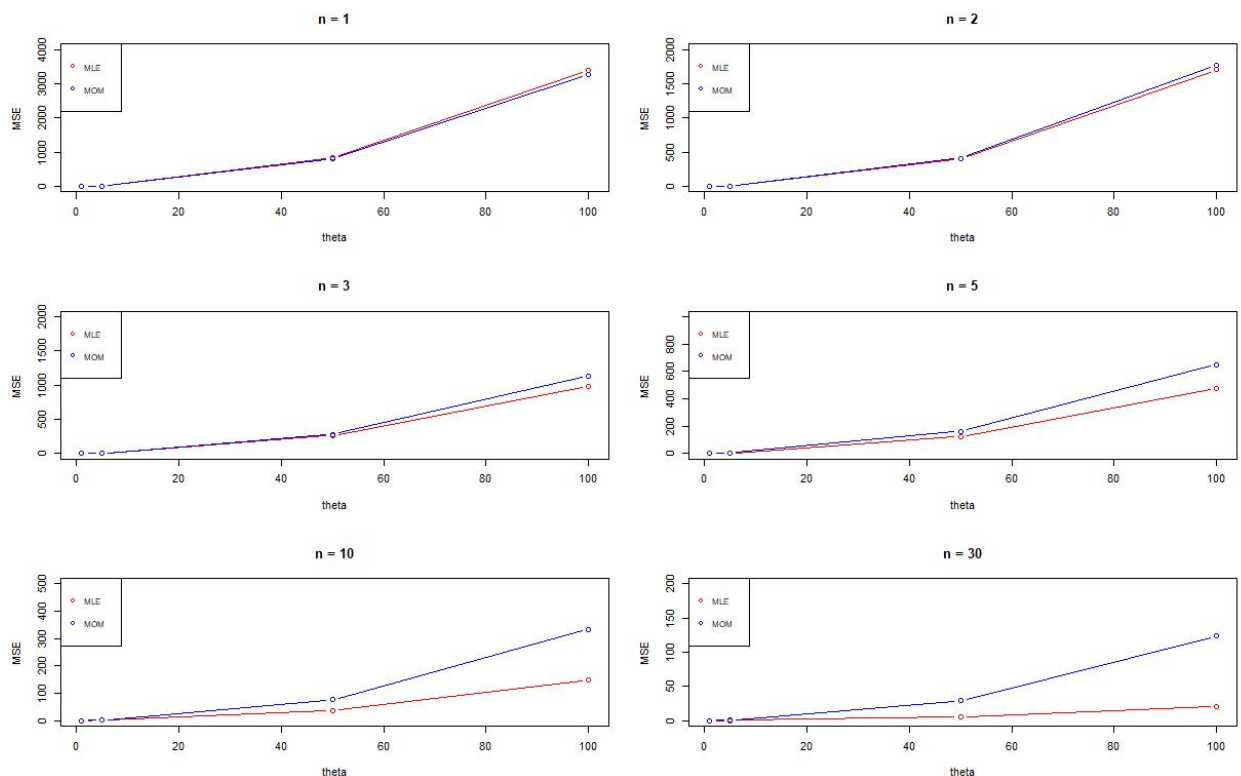 n = 1
MLE
MOM
MSE
0 1000 2000 3000 4000
0 20 40 60 80 100
theta
n = 2
MLE
MOM
MSE
0 500 1000 1500 2000
0 20 40 60 80 100
theta
n = 3
MLE
MOM
MSE
0 500 1000 1500 2000
0 20 40 60 80 100
theta
n = 5
MLE
MOM
MSE
0 200 400 600 800
0 20 40 60 80 100
theta
n = 10
MLE
MOM
MSE
0 100 200 300 400 500
0 20 40 60 80 100
theta
n = 30
MLE
MOM
MSE
0 50 100 150 200
0 20 40 60 80 100
theta